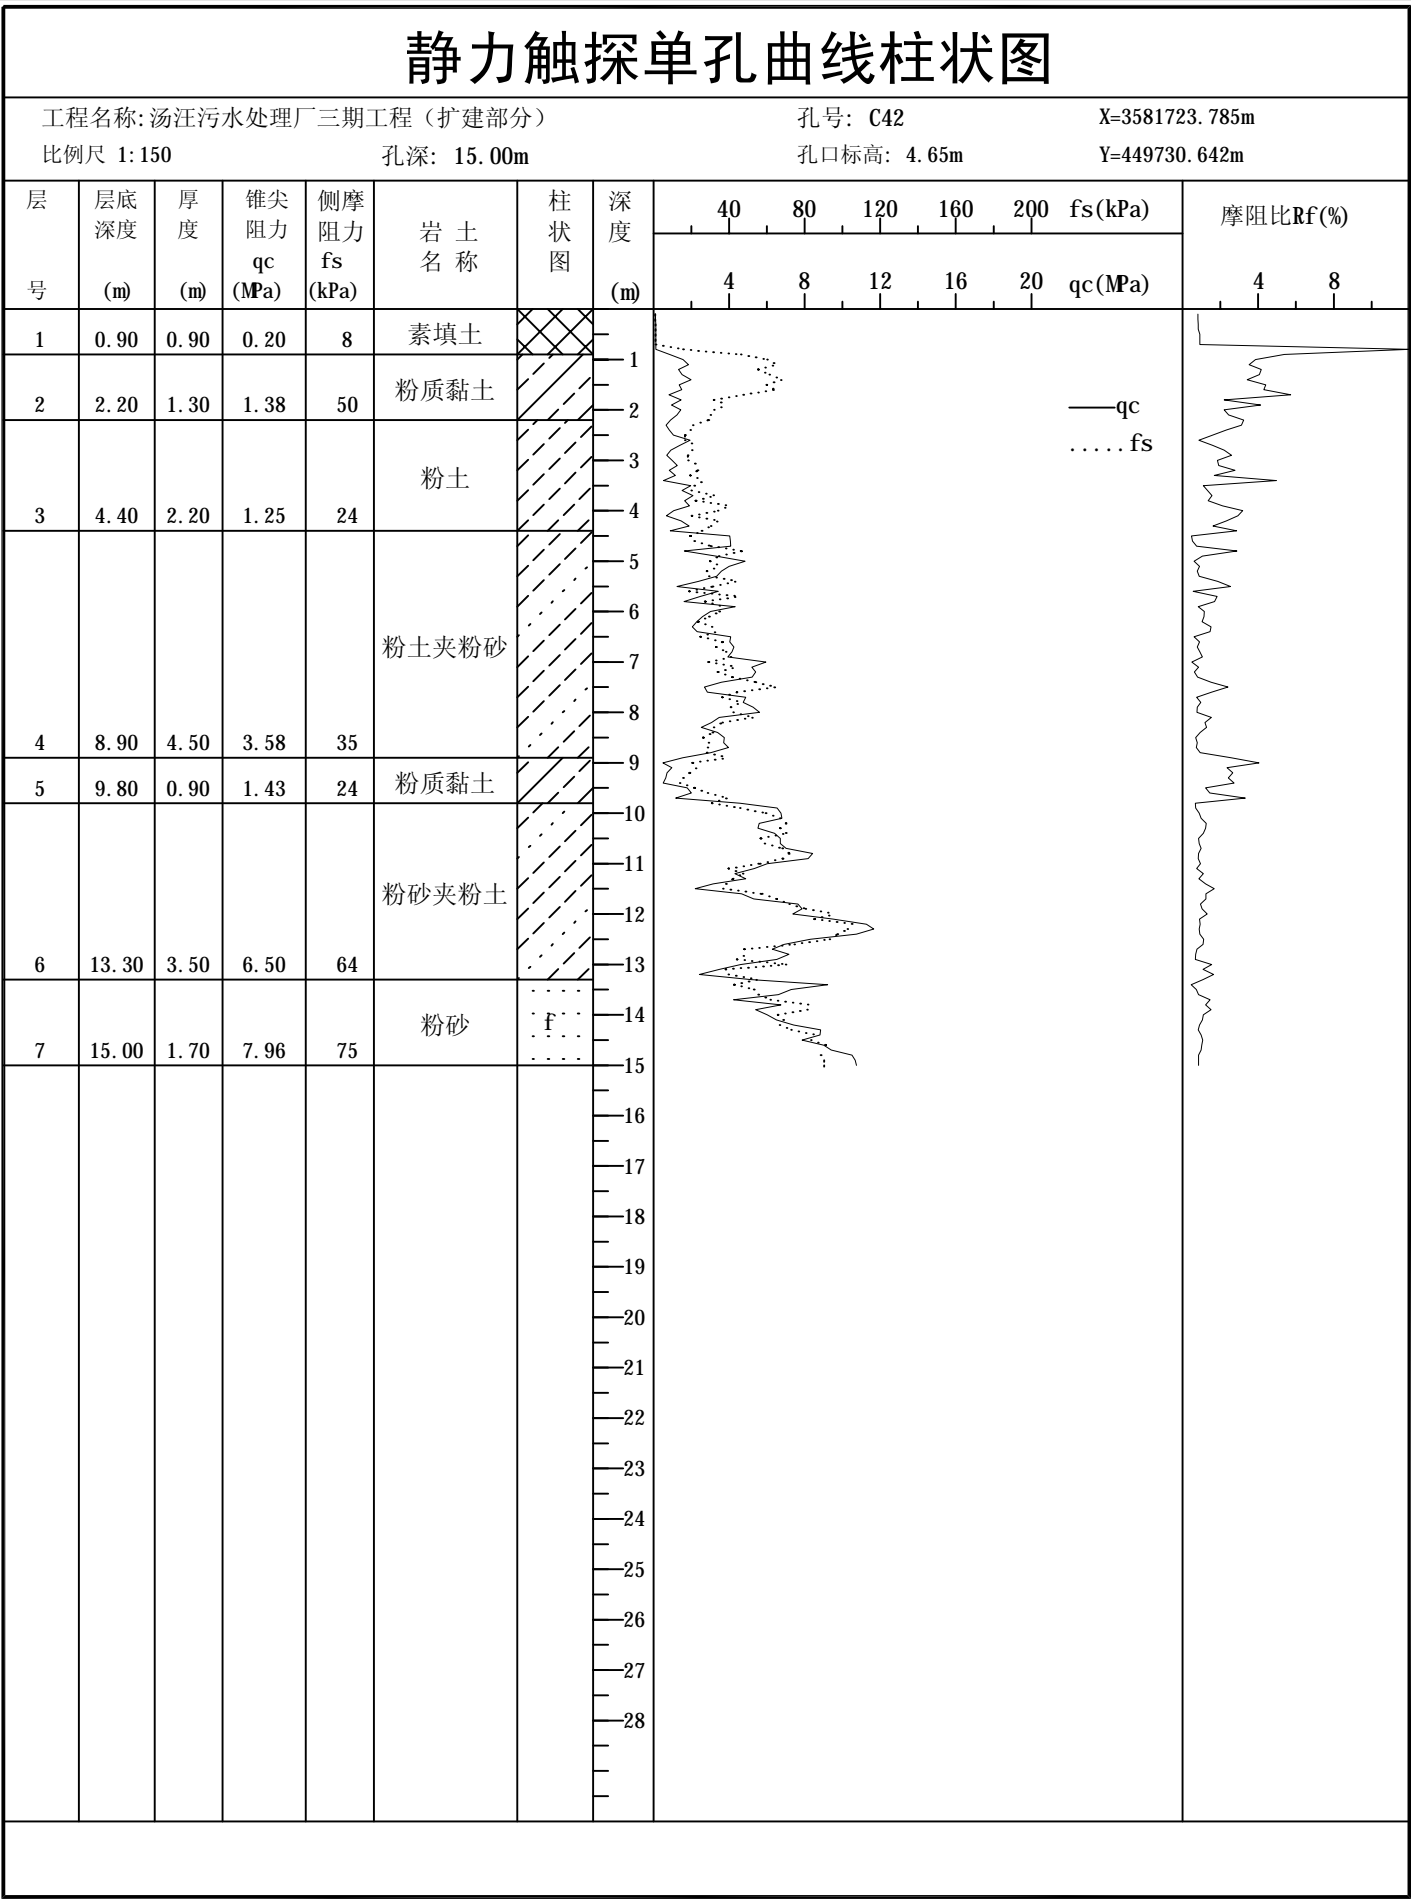 静力触探单孔曲线柱状图
工程名称: 汤汪污水处理厂三期工程（扩建部分） 孔号: C42 X=3581723.785m
比例尺 1:150 孔深: 15.00m 孔口标高: 4.65m Y=449730.642m
层号 层底深度(m) 厚度(m) 锥尖阻力qc(MPa) 侧摩阻力fs(kPa) 岩土名称 柱状图 深度(m)
40 80 120 160 200 fs(kPa) 摩阻比Rf(%)
4 8 12 16 20 qc(MPa) 4 8
1 0.90 0.90 0.20 8 素填土
2 2.20 1.30 1.38 50 粉质黏土
3 4.40 2.20 1.25 24 粉土
4 8.90 4.50 3.58 35 粉土夹粉砂
5 9.80 0.90 1.43 24 粉质黏土
6 13.30 3.50 6.50 64 粉砂夹粉土
7 15.00 1.70 7.96 75 粉砂
f
1
2
3
4
5
6
7
8
9
10
11
12
13
14
15
16
17
18
19
20
21
22
23
24
25
26
27
28
qc
.....fs